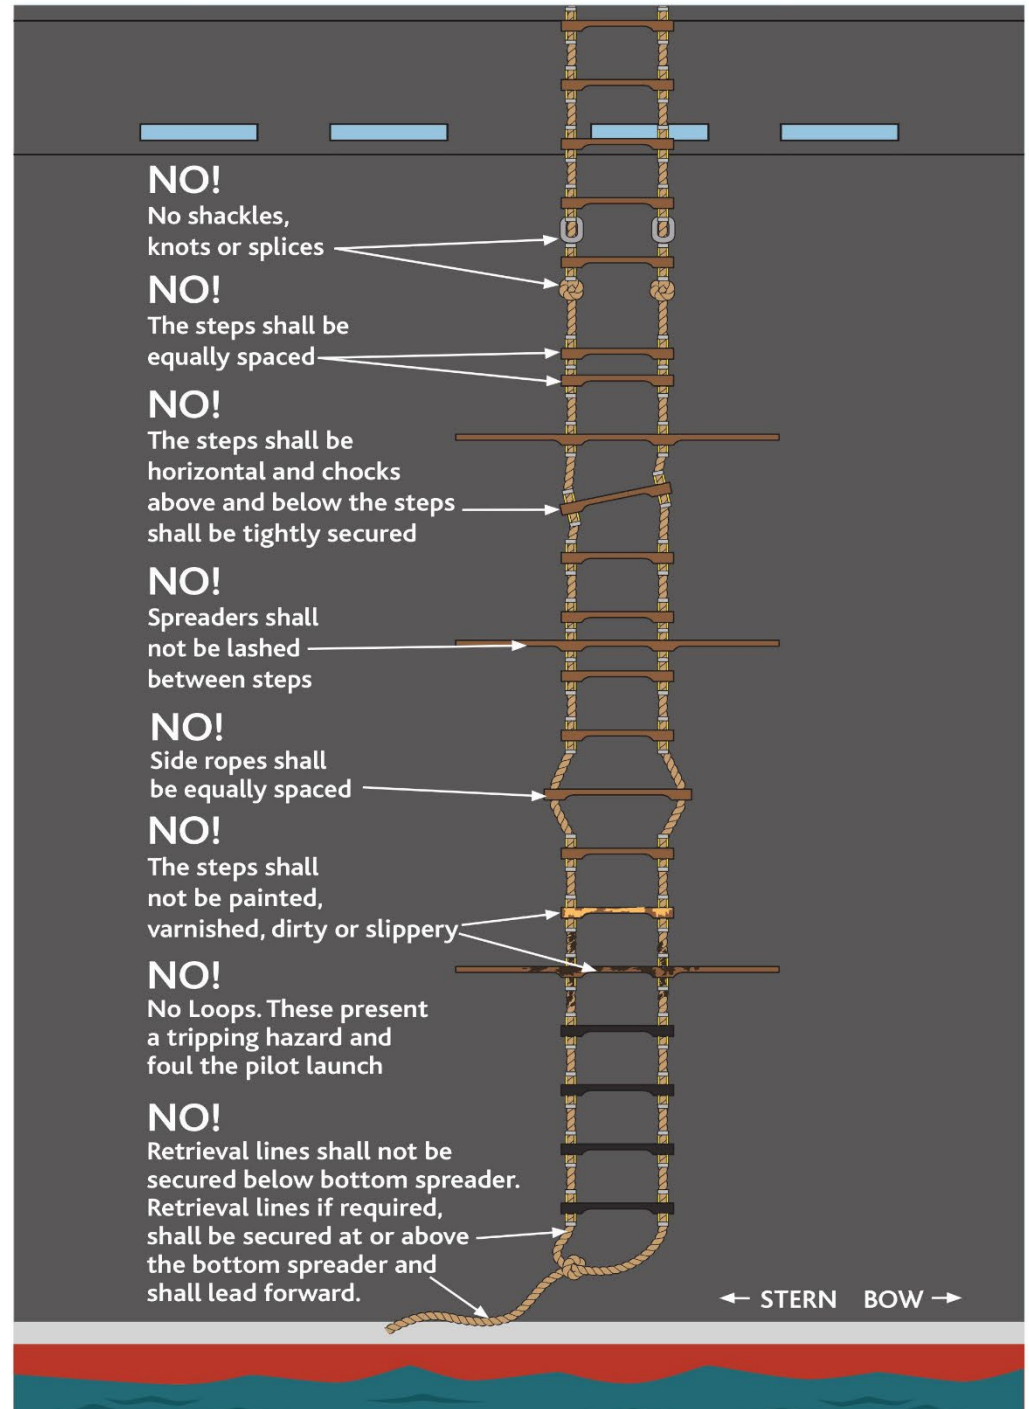 NO!
No shackles,
knots or splices
NO!
The steps shall be
equally spaced
NO!
The steps shall be
horizontal and chocks
above and below the steps
shall be tightly secured
NO!
Spreaders shall
not be lashed
between steps
NO!
Side ropes shall
be equally spaced
NO!
The steps shall
not be painted,
varnished, dirty or slippery
NO!
No Loops. These present
a tripping hazard and
foul the pilot launch
NO!
Retrieval lines shall not be
secured below bottom spreader.
Retrieval lines if required,
shall be secured at or above
the bottom spreader and
shall lead forward.
STERN BOW